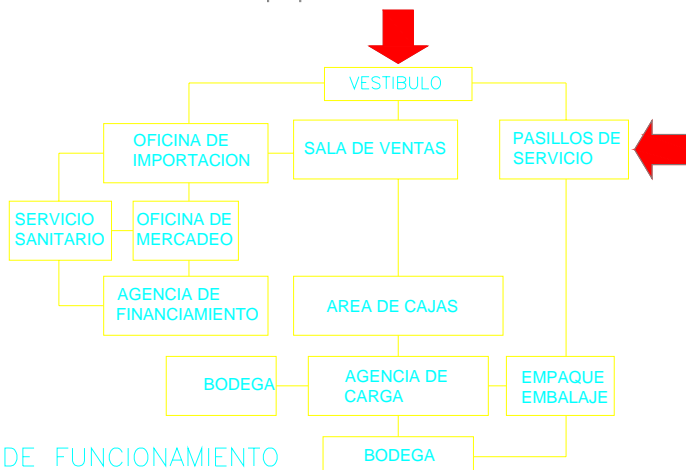 VESTIBULO
OFICINA DE
IMPORTACION
SALA DE VENTAS
PASILLOS DE
SERVICIO
SERVICIO
SANITARIO
OFICINA DE
MERCADEO
AGENCIA DE
FINANCIAMIENTO
AREA DE CAJAS
BODEGA
AGENCIA DE
CARGA
EMPAQUE
EMBALAJE
BODEGA
DE FUNCIONAMIENTO